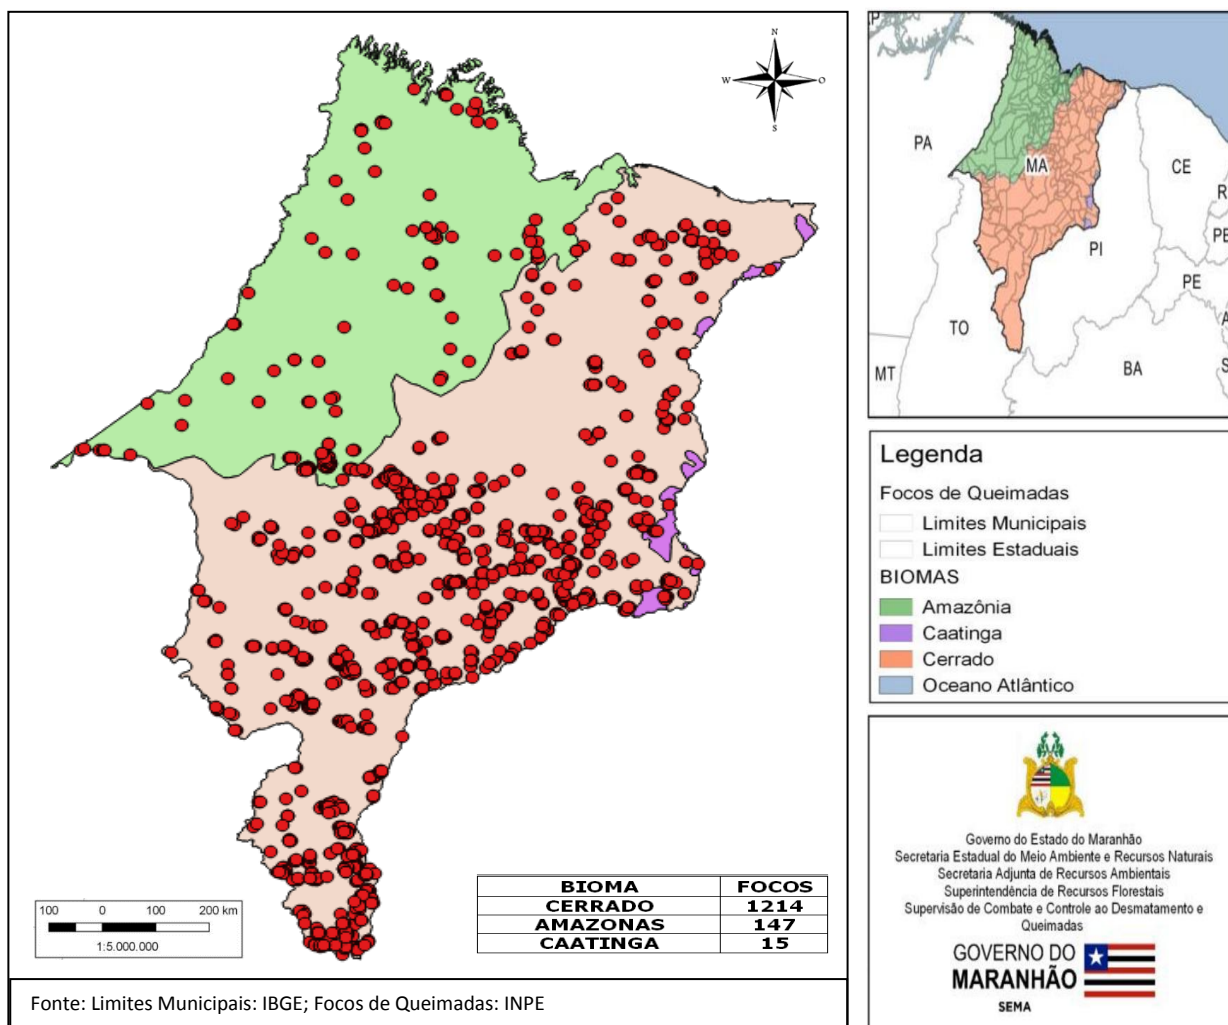 N
W
O
S
BIOMA FOCOS
CERRADO 1214
AMAZONAS 147
CAATINGA 15
100 0 100 200 km
1:5.000.000
Fonte: Limites Municipais: IBGE; Focos de Queimadas: INPE
PA
MA
CE
PI
PE
TO
BA
MT
Legenda
Focos de Queimadas
Limites Municipais
Limites Estaduais
BIOMAS
Amazônia
Caatinga
Cerrado
Oceano Atlântico
Governo do Estado do Maranhão
Secretaria Estadual do Meio Ambiente e Recursos Naturais
Secretaria Adjunta de Recursos Ambientais
Superintendência de Recursos Florestais
Supervisão de Combate e Controle ao Desmatamento e
Queimadas
GOVERNO DO
MARANHÃO
SEMA